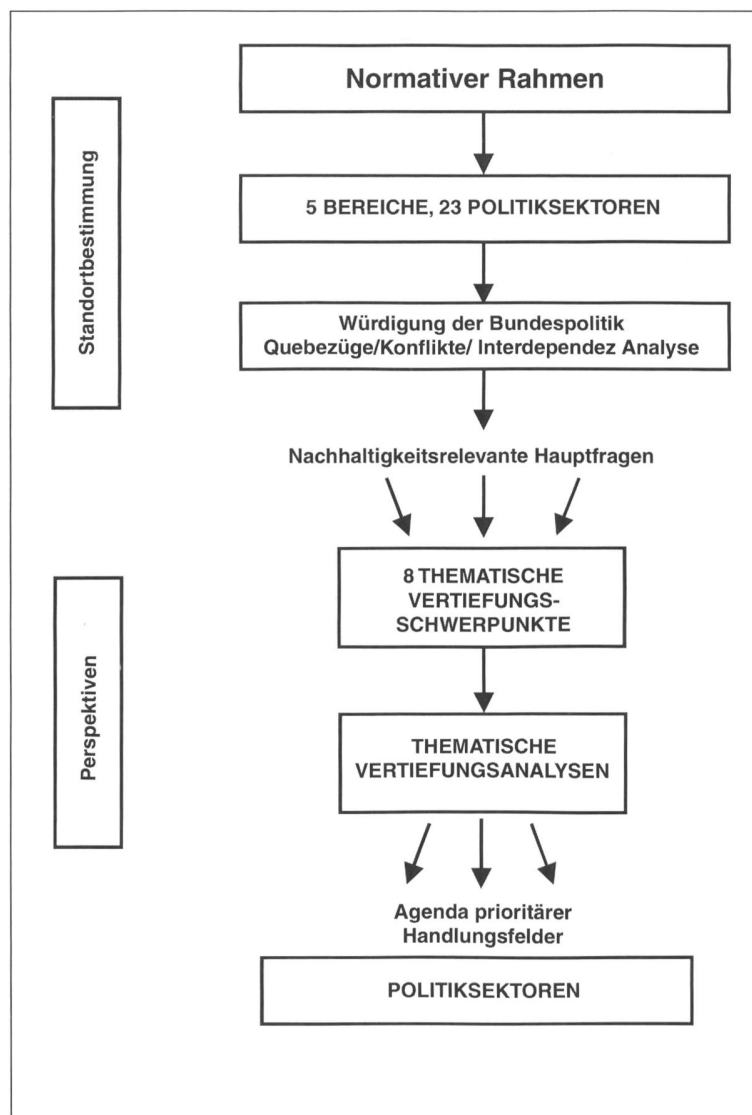 Normativer Rahmen
Standortbestimmung
5 BEREICHE, 23 POLITIKSEKTOREN
Würdigung der Bundespolitik
Quebezüge/Konflikte/ Interdependez Analyse
Nachhaltigkeitsrelevante Hauptfragen
8 THEMATISCHE
VERTIEFUNGS-
SCHWERPUNKTE
Perspektiven
THEMATISCHE
VERTIEFUNGSANALYSEN
Agenda prioritärer
Handlungsfelder
POLITIKSEKTOREN